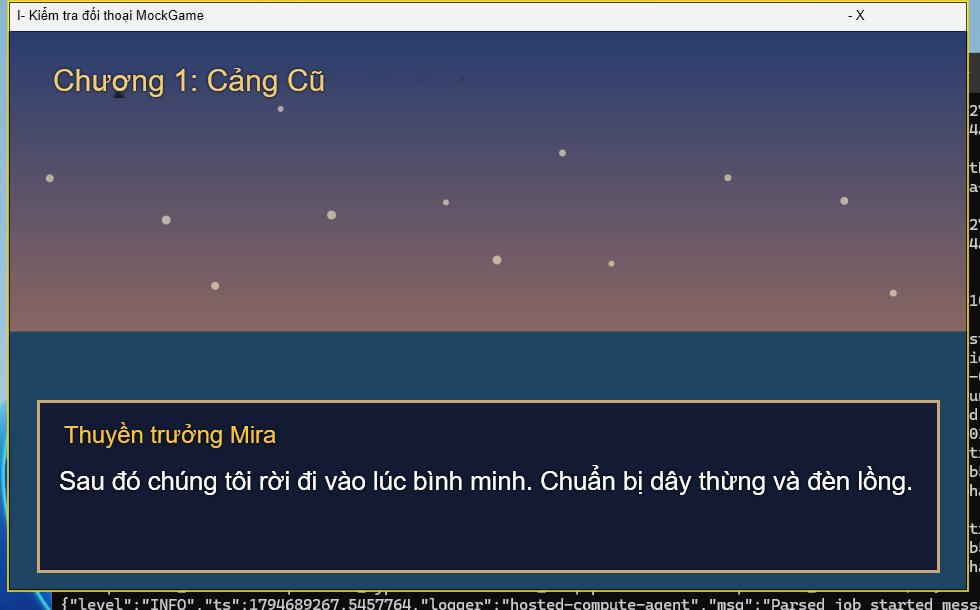 I- Kiểm tra đối thoại MockGame
- X
Chương 1: Cảng Cũ
Thuyền trưởng Mira
Sau đó chúng tôi rời đi vào lúc bình minh. Chuẩn bị dây thừng và đèn lồng.
{"level":"INFO","ts":1794689267.5457764,"logger":"hosted-compute-agent","msg":"Parsed job started mes